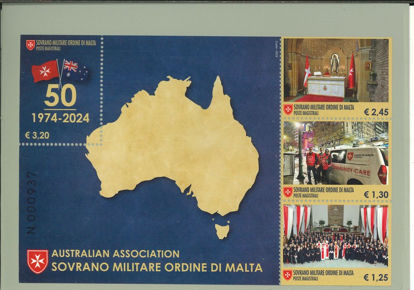 SOVRANO MILITARE ORDINE DI MALTA
POSTE MAGISTRALI
50
1974-2024
€ 3,20
N 000937
AUSTRALIAN ASSOCIATION
SOVRANO MILITARE ORDINE DI MALTA
SOVRANO MILITARE ORDINE DI MALTA
POSTE MAGISTRALI
€ 2,45
SOVRANO MILITARE ORDINE DI MALTA
POSTE MAGISTRALI
€ 1,30
SOVRANO MILITARE ORDINE DI MALTA
POSTE MAGISTRALI
€ 1,25